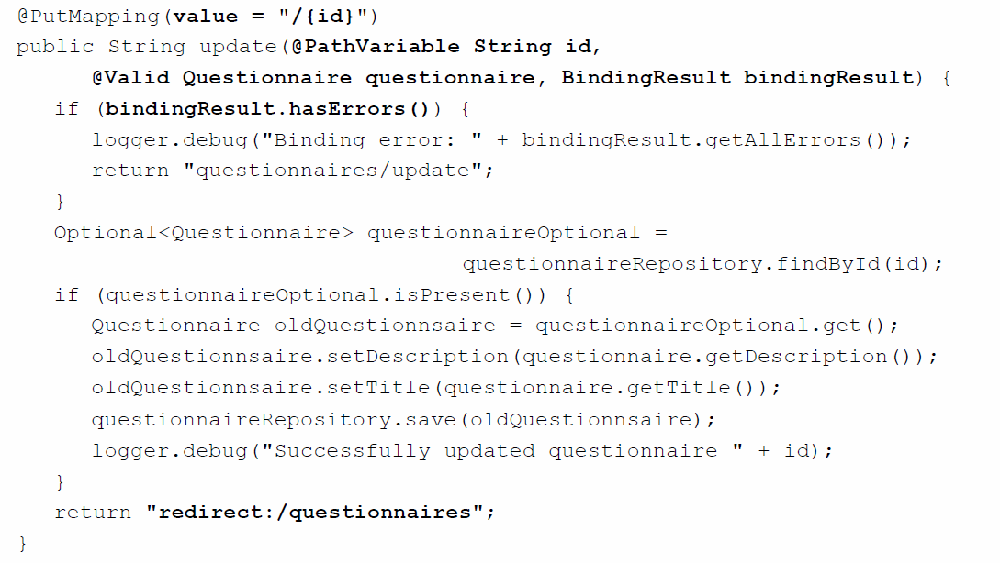 @PutMapping(value = "/{id}")
public String update(@PathVariable String id,
@Valid Questionnaire questionnaire, BindingResult bindingResult) {
if (bindingResult.hasErrors()) {
logger.debug("Binding error: " + bindingResult.getAllErrors());
return "questionnaires/update";
}
Optional<Questionnaire> questionnaireOptional =
questionnaireRepository.findById(id);
if (questionnaireOptional.isPresent()) {
Questionnaire oldQuestionnsaire = questionnaireOptional.get();
oldQuestionnsaire.setDescription(questionnaire.getDescription());
oldQuestionnsaire.setTitle(questionnaire.getTitle());
questionnaireRepository.save(oldQuestionnsaire);
logger.debug("Successfully updated questionnaire " + id);
}
return "redirect:/questionnaires";
}